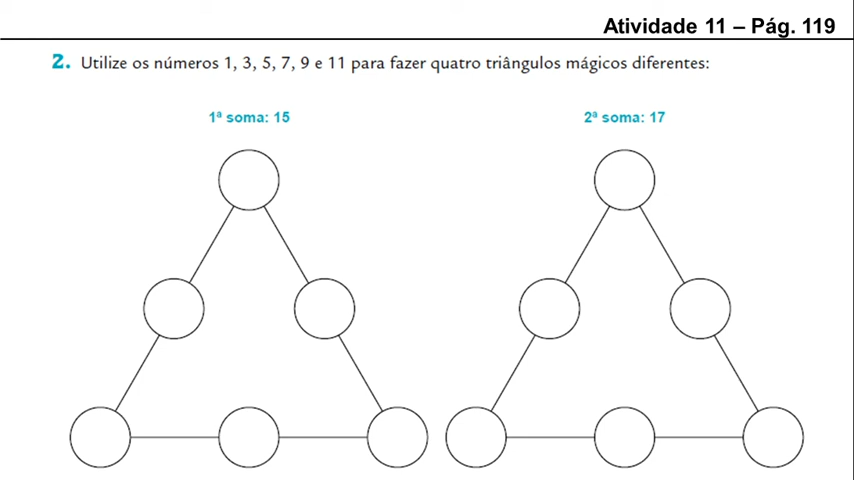 Atividade 11 – Pág. 119
2. Utilize os números 1, 3, 5, 7, 9 e 11 para fazer quatro triângulos mágicos diferentes:
1ª soma: 15
2ª soma: 17